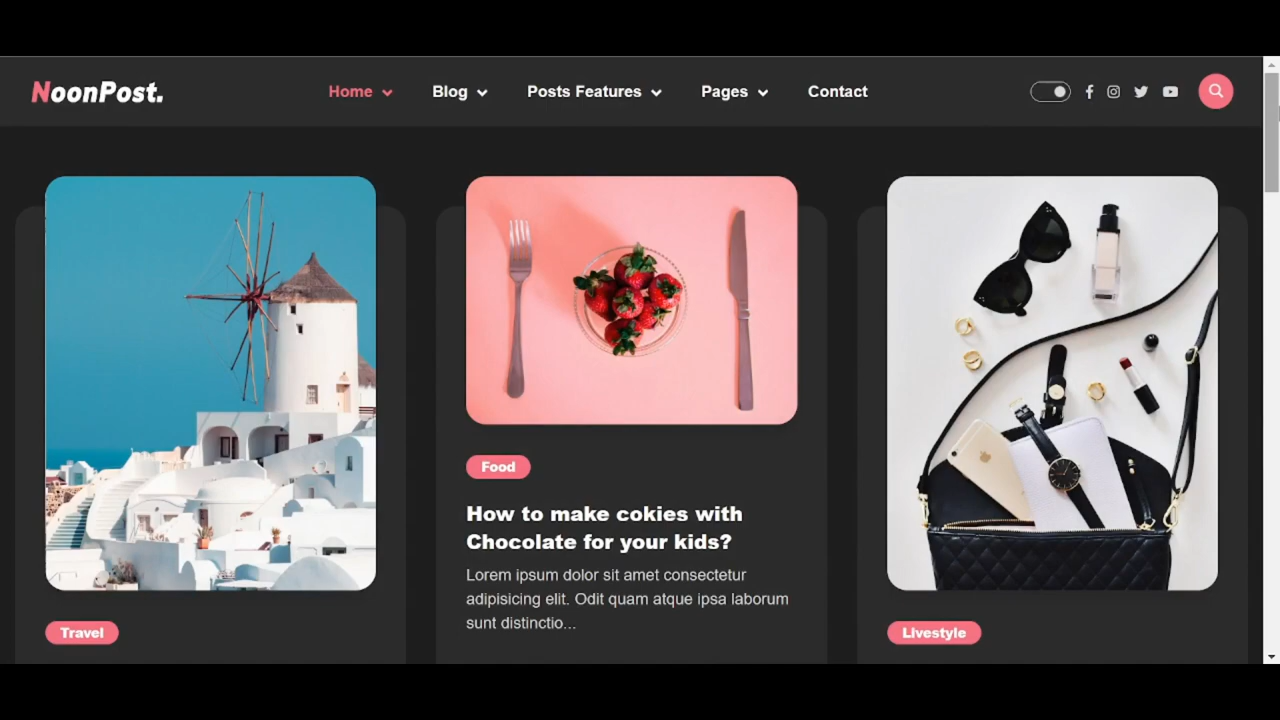 NoonPost.
Home
Blog
Posts Features
Pages
Contact
Food
How to make cokies with
Chocolate for your kids?
Lorem ipsum dolor sit amet consectetur
adipisicing elit. Odit quam atque ipsa laborum
sunt distinctio...
Travel
Livestyle